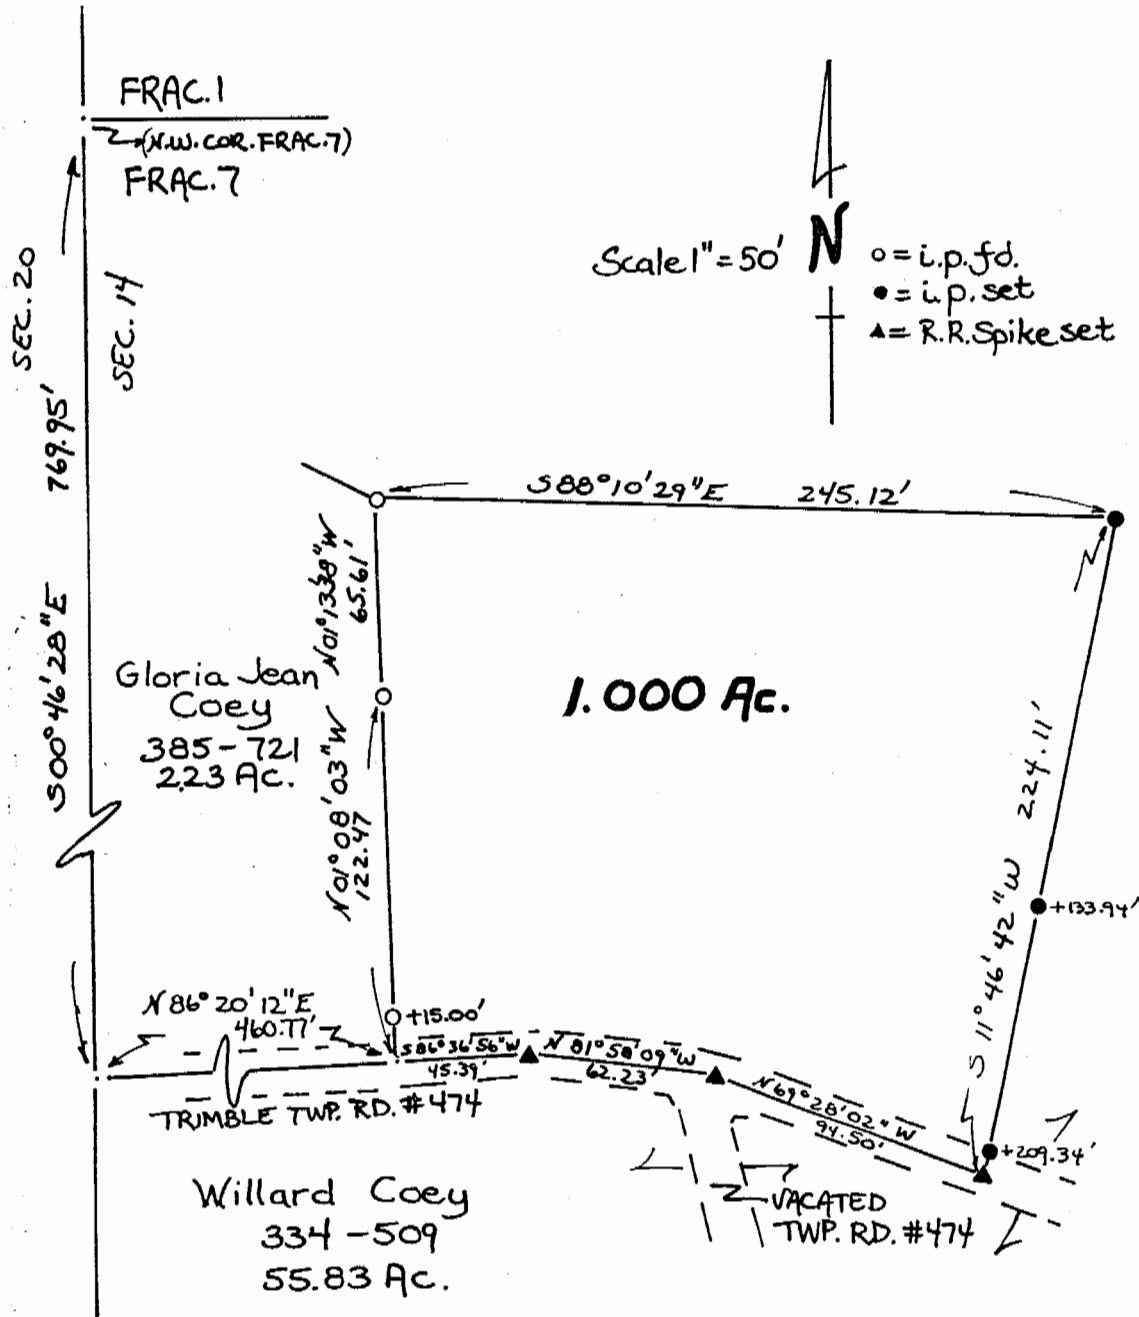 FRAC.1
(N.W.COR.FRAC.7)
FRAC.7
SEC. 20
SEC. 14
Scale 1"=50'
N
o = i.p.fd.
● = i.p. set
▲ = R.R.Spike set
S00°46'28"E 769.95'
S88°10'29"E 245.12'
N01°13'38"W
65.61'
Gloria Jean
Coey
385-721
2.23 Ac.
1.000 Ac.
N01°08'03"W
122.47
S 11°46'42"W 224.11'
+133.94'
+15.00'
N86°20'12"E
460.77'
S86°36'56"W
45.39'
N 81°58'09"W
62.23'
N69°28'02"W
94.50'
+209.34'
TRIMBLE TWP. RD. #474
VACATED
TWP. RD. #474
Willard Coey
334-509
55.83 Ac.